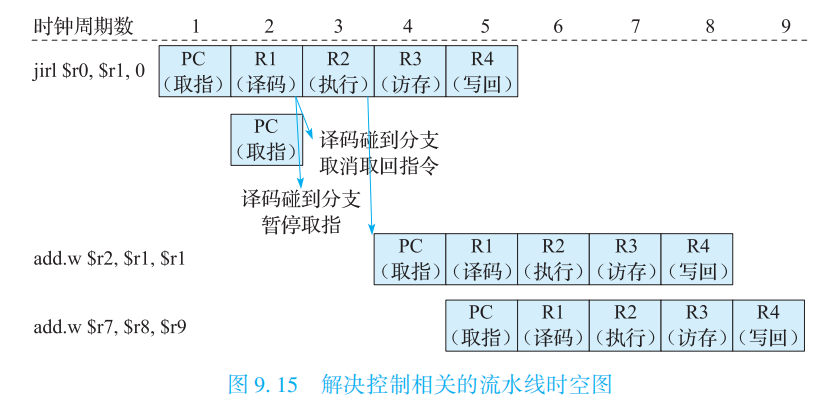 时钟周期数 1 2 3 4 5 6 7 8 9
PC R1 R2 R3 R4
jirl $r0, $r1, 0
(取指) (译码) (执行) (访存) (写回)
PC
(取指)
译码碰到分支
取消取回指令
译码碰到分支
暂停取指
PC R1 R2 R3 R4
add.w $r2, $r1, $r1
(取指) (译码) (执行) (访存) (写回)
PC R1 R2 R3 R4
add.w $r7, $r8, $r9
(取指) (译码) (执行) (访存) (写回)
图 9.15 解决控制相关的流水线时空图